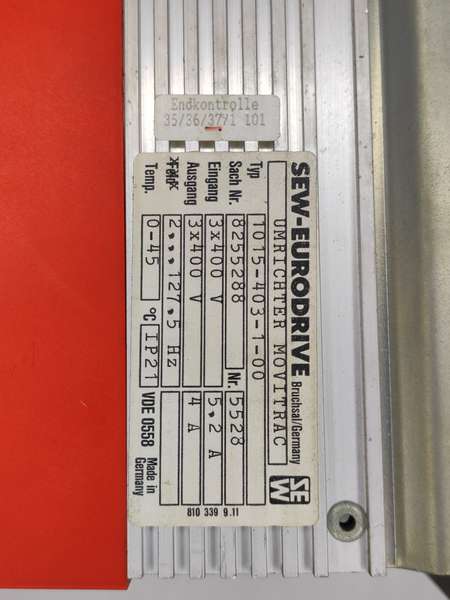 Endkontrolle
35/36/37/1 101
SEW-EURODRIVE Bruchsal/Germany
UMRICHTER MOVITRAC
Typ 1015-403-1-00
Sach Nr. 8255288 Nr. 5528
Eingang 3x400 V 5.2 A
Ausgang 3x400 V 4 A
2...127.5 Hz
Temp. 0-45 °C IP21 VDE 0558 Made in
Germany
SEW
810 339 9.11